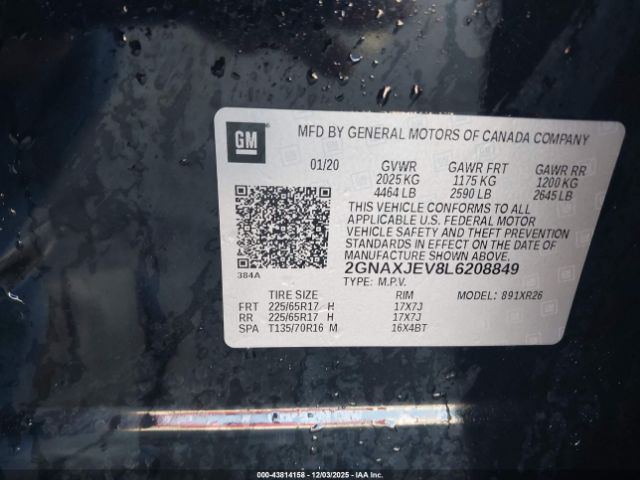 GM
MFD BY GENERAL MOTORS OF CANADA COMPANY
01/20 GVWR GAWR FRT GAWR RR
2025 KG 1175 KG 1200 KG
4464 LB 2590 LB 2645 LB
THIS VEHICLE CONFORMS TO ALL
APPLICABLE U.S. FEDERAL MOTOR
VEHICLE SAFETY AND THEFT PREVENTION
STANDARDS IN EFFECT ON THE DATE OF
MANUFACTURE SHOWN ABOVE.
384A
2GNAXJEV8L6208849
TYPE: M.P.V. MODEL: 891XR26
TIRE SIZE RIM
FRT 225/65R17 H 17X7J
RR 225/65R17 H 17X7J
SPA T135/70R16 M 16X4BT
000-43814158 - 12/03/2025 - IAA Inc.